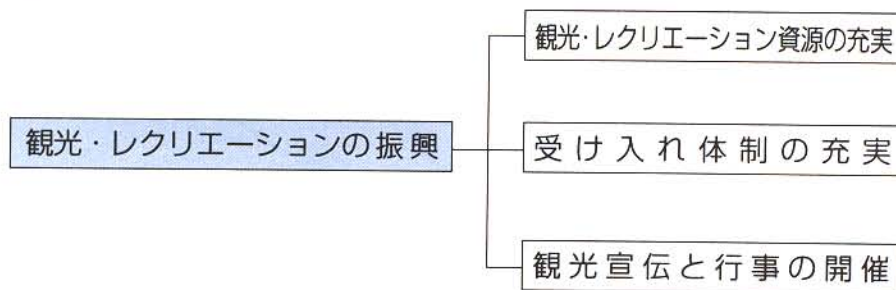 観光・レクリエーションの振興
観光・レクリエーション資源の充実
受け入れ体制の充実
観光宣伝と行事の開催